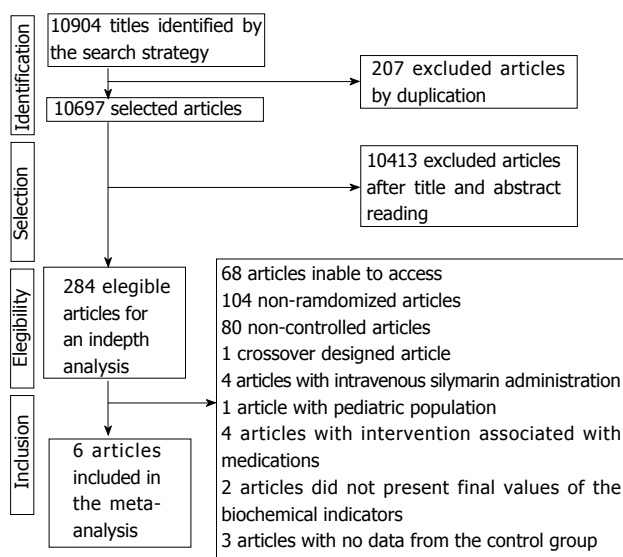 Identification
10904 titles identified by
the search strategy
207 excluded articles
by duplication
10697 selected articles
Selection
10413 excluded articles
after title and abstract
reading
Elegibility
284 elegible
articles for
an indepth
analysis
68 articles inable to access
104 non-ramdomized articles
80 non-controlled articles
1 crossover designed article
4 articles with intravenous silymarin administration
1 article with pediatric population
4 articles with intervention associated with
medications
2 articles did not present final values of the
biochemical indicators
3 articles with no data from the control group
Inclusion
6 articles
included in
the meta-
analysis